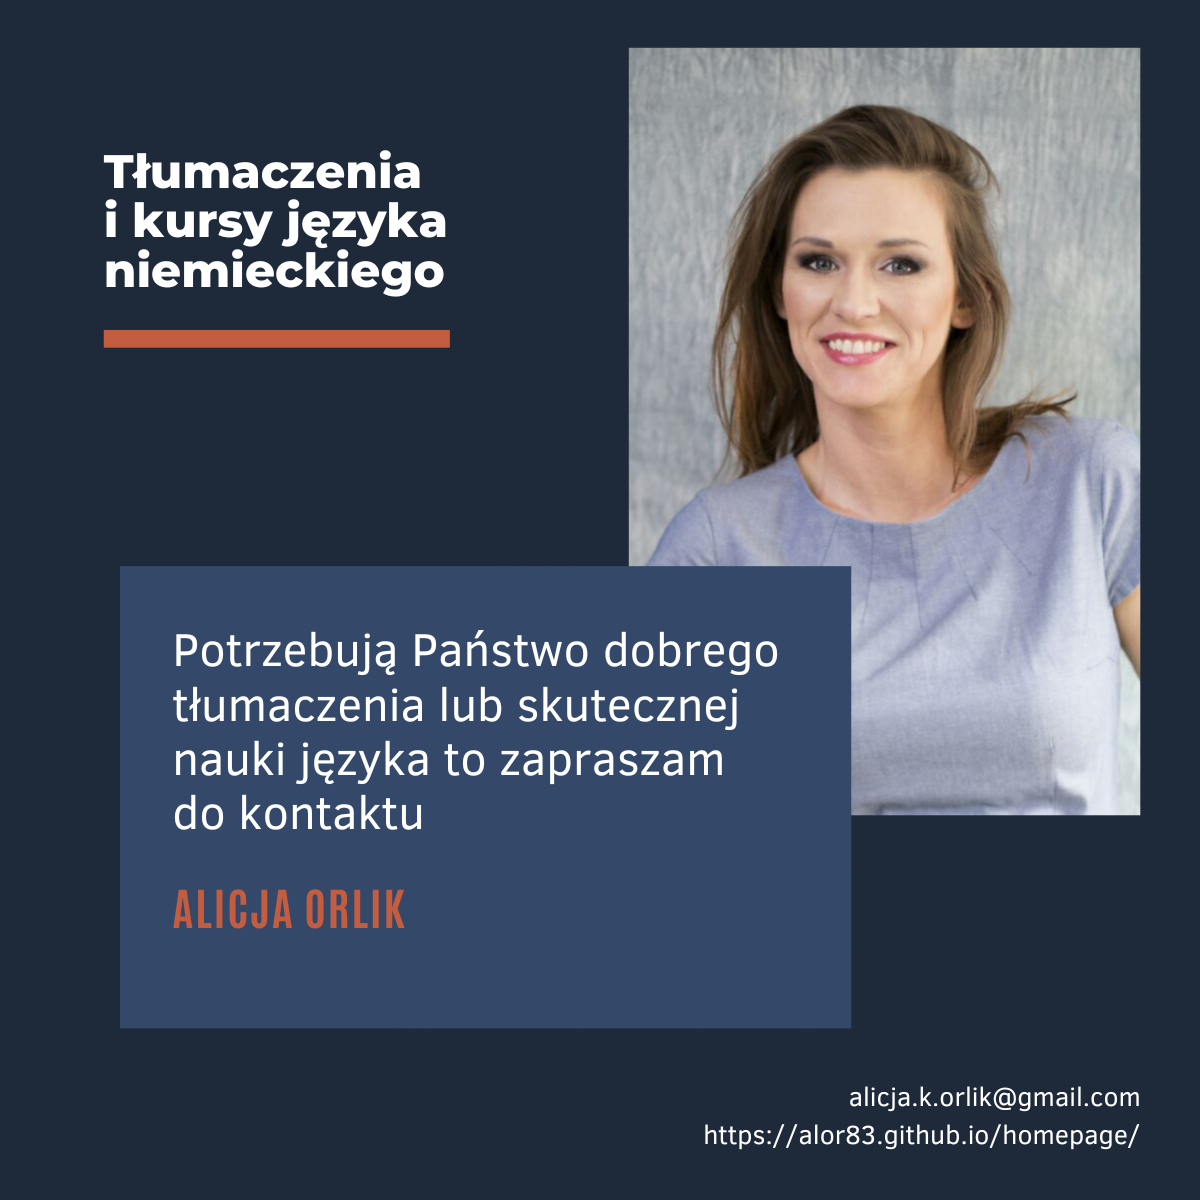 Tłumaczenia
i kursy języka
niemieckiego
Potrzebują Państwo dobrego
tłumaczenia lub skutecznej
nauki języka to zapraszam
do kontaktu
ALICJA ORLIK
alicja.k.orlik@gmail.com
https://alor83.github.io/homepage/